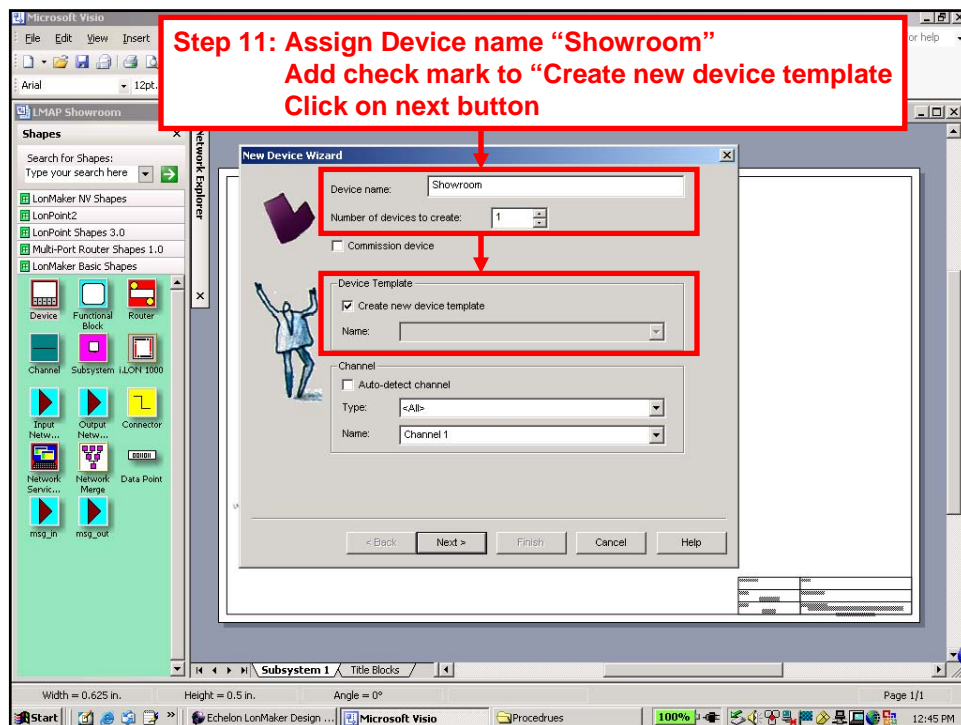 Microsoft Visio
File Edit View Insert
or help
Step 11: Assign Device name “Showroom”
Add check mark to “Create new device template
Click on next button
Arial
12pt.
LMAP Showroom
Shapes
Search for Shapes:
Type your search here
LonMaker NV Shapes
LonPoint2
LonPoint Shapes 3.0
Multi-Port Router Shapes 1.0
LonMaker Basic Shapes
Device
Functional Block
Router
Channel
Subsystem
i.LON 1000
Input Netw...
Output Netw...
Connector
Network Servic...
Network Merge
Data Point
msg_in
msg_out
Network Explorer
New Device Wizard
Device name:
Showroom
Number of devices to create:
1
Commission device
Device Template
Create new device template
Name:
Channel
Auto-detect channel
Type:
<All>
Name:
Channel 1
< Back
Next >
Finish
Cancel
Help
Subsystem 1
Title Blocks
Width = 0.625 in.
Height = 0.5 in.
Angle = 0°
Page 1/1
Start
»
Echelon LonMaker Design ...
Microsoft Visio
Procedrues
100%
12:45 PM